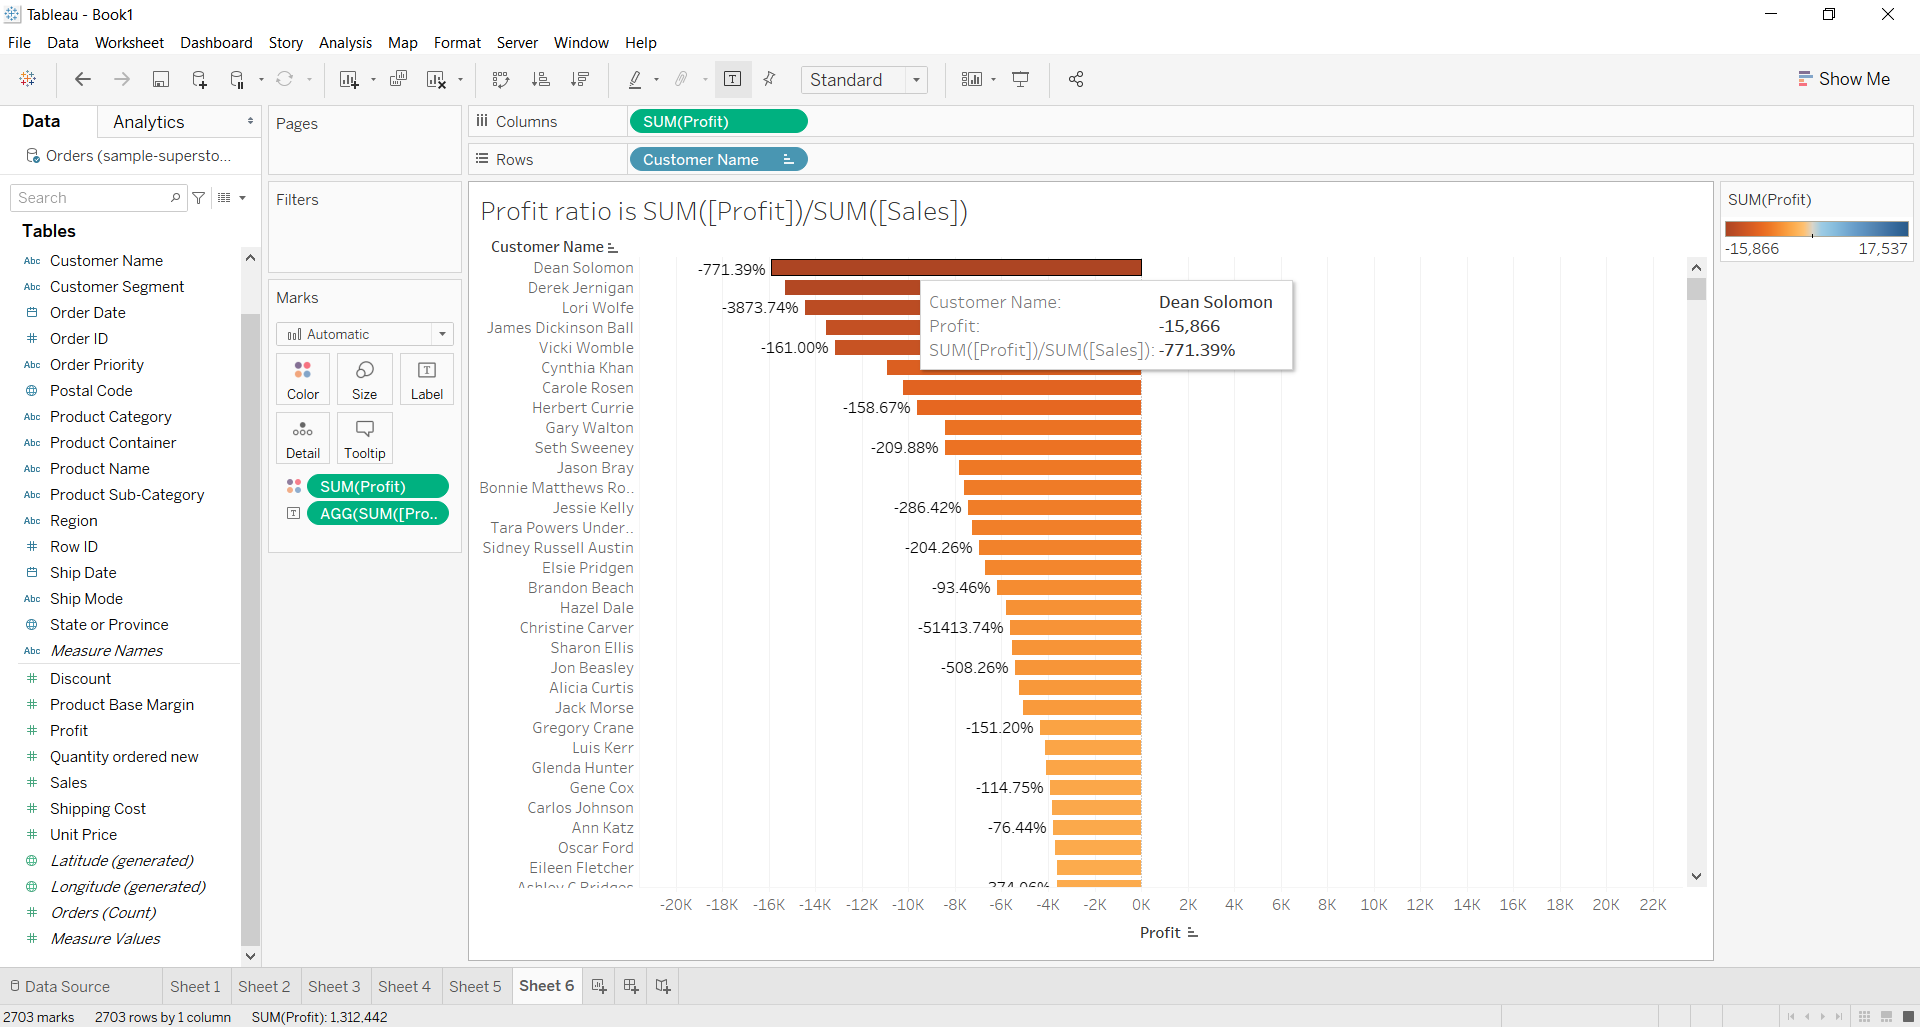 Tableau - Book1
File Data Worksheet Dashboard Story Analysis Map Format Server Window Help
Standard
Show Me
Data
Analytics
Orders (sample-supersto...
Search
Tables
Abc Customer Name
Abc Customer Segment
Order Date
# Order ID
Abc Order Priority
Postal Code
Abc Product Category
Abc Product Container
Abc Product Name
Abc Product Sub-Category
Abc Region
# Row ID
Ship Date
Abc Ship Mode
State or Province
Abc Measure Names
# Discount
# Product Base Margin
# Profit
# Quantity ordered new
# Sales
# Shipping Cost
# Unit Price
Latitude (generated)
Longitude (generated)
# Orders (Count)
# Measure Values
Pages
Filters
Marks
Automatic
Color Size Label
Detail Tooltip
SUM(Profit)
AGG(SUM([Pro..
Columns SUM(Profit)
Rows Customer Name
Profit ratio is SUM([Profit])/SUM([Sales])
Customer Name
Dean Solomon -771.39%
Derek Jernigan
Lori Wolfe -3873.74%
James Dickinson Ball
Vicki Womble -161.00%
Cynthia Khan
Carole Rosen
Herbert Currie -158.67%
Gary Walton
Seth Sweeney -209.88%
Jason Bray
Bonnie Matthews Ro..
Jessie Kelly -286.42%
Tara Powers Under..
Sidney Russell Austin -204.26%
Elsie Pridgen
Brandon Beach -93.46%
Hazel Dale
Christine Carver -51413.74%
Sharon Ellis
Jon Beasley -508.26%
Alicia Curtis
Jack Morse
Gregory Crane -151.20%
Luis Kerr
Glenda Hunter
Gene Cox -114.75%
Carlos Johnson
Ann Katz -76.44%
Oscar Ford
Eileen Fletcher
Ashley C Bridges
Customer Name: Dean Solomon
Profit: -15,866
SUM([Profit])/SUM([Sales]): -771.39%
-20K -18K -16K -14K -12K -10K -8K -6K -4K -2K 0K 2K 4K 6K 8K 10K 12K 14K 16K 18K 20K 22K
Profit
SUM(Profit)
-15,866 17,537
Data Source Sheet 1 Sheet 2 Sheet 3 Sheet 4 Sheet 5 Sheet 6
2703 marks 2703 rows by 1 column SUM(Profit): 1,312,442